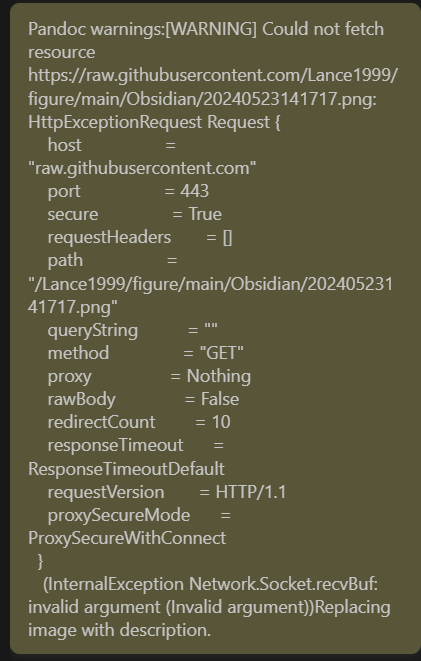 Pandoc warnings:[WARNING] Could not fetch
resource
https://raw.githubusercontent.com/Lance1999/
figure/main/Obsidian/20240523141717.png:
HttpExceptionRequest Request {
host =
"raw.githubusercontent.com"
port = 443
secure = True
requestHeaders = []
path =
"/Lance1999/figure/main/Obsidian/202405231
41717.png"
queryString = ""
method = "GET"
proxy = Nothing
rawBody = False
redirectCount = 10
responseTimeout =
ResponseTimeoutDefault
requestVersion = HTTP/1.1
proxySecureMode =
ProxySecureWithConnect
}
(InternalException Network.Socket.recvBuf:
invalid argument (Invalid argument))Replacing
image with description.